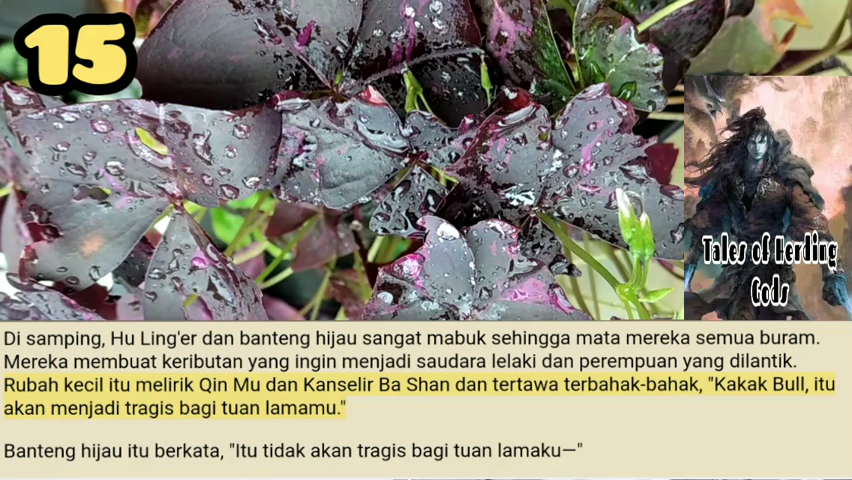 15
Tales of Herding
Gods
Di samping, Hu Ling'er dan banteng hijau sangat mabuk sehingga mata mereka semua buram.
Mereka membuat keributan yang ingin menjadi saudara lelaki dan perempuan yang dilantik.
Rubah kecil itu melirik Qin Mu dan Kanselir Ba Shan dan tertawa terbahak-bahak, "Kakak Bull, itu
akan menjadi tragis bagi tuan lamamu."
Banteng hijau itu berkata, "Itu tidak akan tragis bagi tuan lamaku—"